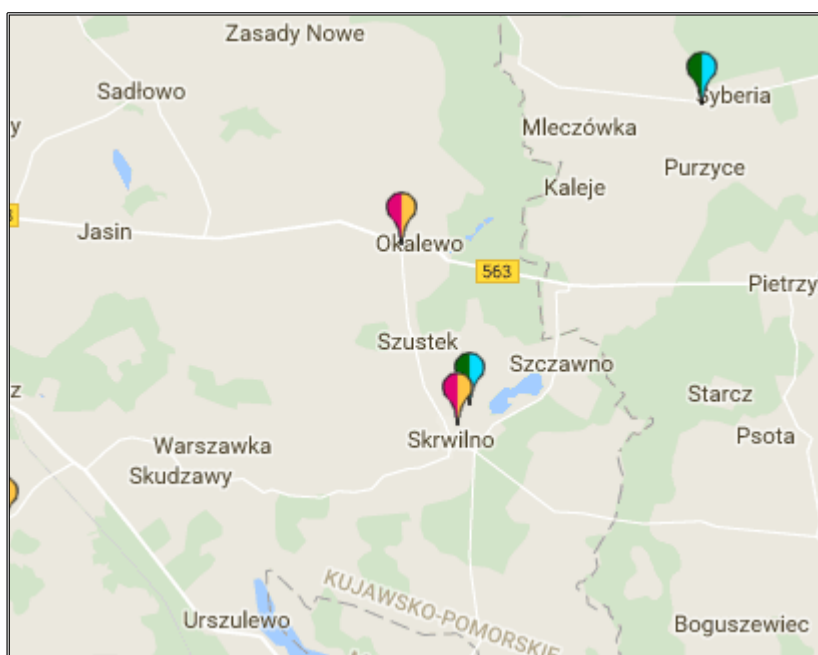 Zasady Nowe
Sadłowo
Syberia
y
Mleczówka
Purzyce
Kaleje
Jasin
Okalewo
563
Pietrzy
Szustek
Szczawno
z
Starcz
Skrwilno
Psota
Warszawka
Skudzawy
KUJAWSKO-POMORSKIE
Urszulewo
Boguszewiec